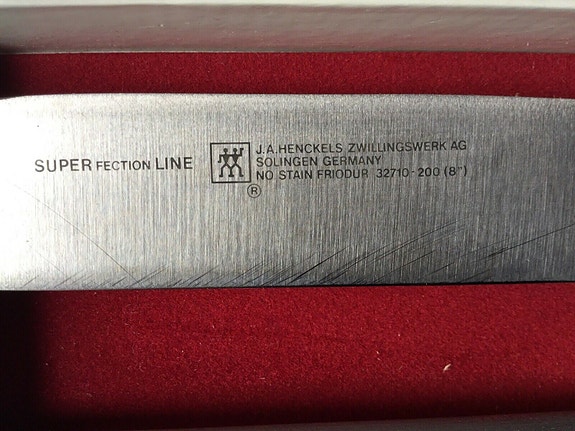 SUPER FECTION LINE
J.A.HENCKELS ZWILLINGSWERK AG
SOLINGEN GERMANY
NO STAIN FRIODUR 32710-200 (8")
®